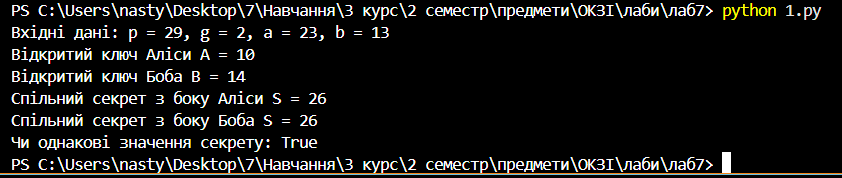 PS C:\Users\nasty\Desktop\7\Навчання\3 курс\2 семестр\предмети\ОКЗІ\лаби\лаб7> python 1.py
Вхідні дані: p = 29, g = 2, a = 23, b = 13
Відкритий ключ Аліси A = 10
Відкритий ключ Боба B = 14
Спільний секрет з боку Аліси S = 26
Спільний секрет з боку Боба S = 26
Чи однакові значення секрету: True
PS C:\Users\nasty\Desktop\7\Навчання\3 курс\2 семестр\предмети\ОКЗІ\лаби\лаб7>